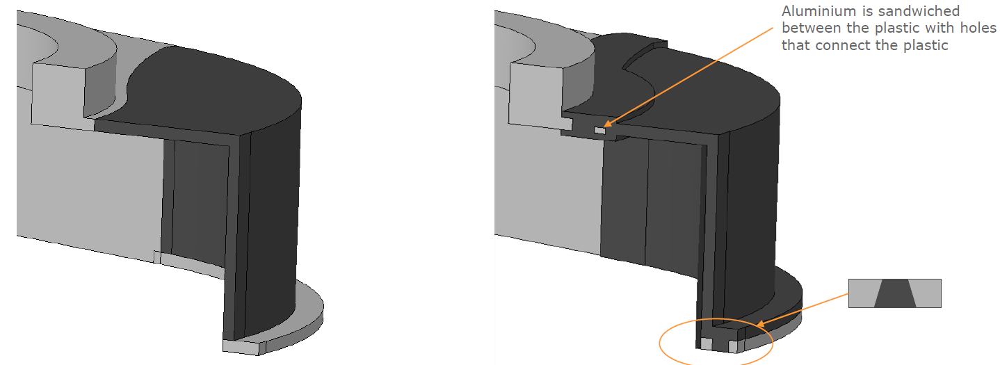 Aluminium is sandwiched
between the plastic with holes
that connect the plastic